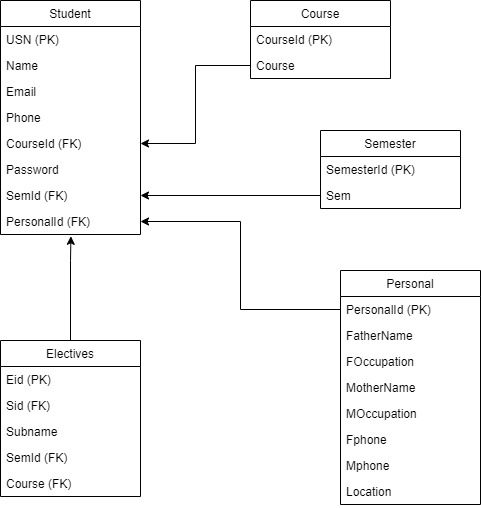 Student
USN (PK)
Name
Email
Phone
CourseId (FK)
Password
SemId (FK)
PersonalId (FK)
Course
CourseId (PK)
Course
Semester
SemesterId (PK)
Sem
Personal
PersonalId (PK)
FatherName
FOccupation
MotherName
MOccupation
Fphone
Mphone
Location
Electives
Eid (PK)
Sid (FK)
Subname
SemId (FK)
Course (FK)